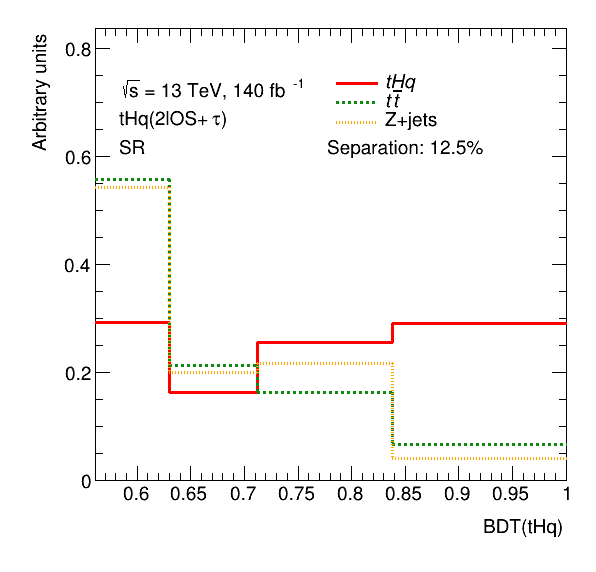 Arbitrary units
0.8
0.6
0.4
0.2
0
√s = 13 TeV, 140 fb⁻¹
tHq(2lOS+ τ)
SR
tHq
tt̄
Z+jets
Separation: 12.5%
0.6 0.65 0.7 0.75 0.8 0.85 0.9 0.95 1
BDT(tHq)